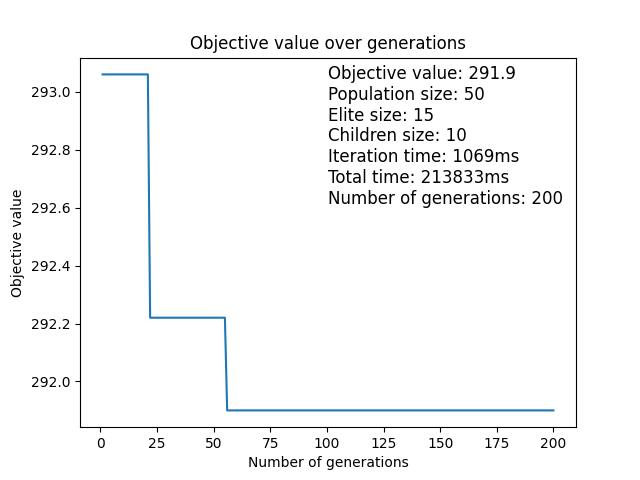 Objective value over generations
Objective value: 291.9
Population size: 50
Elite size: 15
Children size: 10
Iteration time: 1069ms
Total time: 213833ms
Number of generations: 200
Objective value
293.0
292.8
292.6
292.4
292.2
292.0
0 25 50 75 100 125 150 175 200
Number of generations